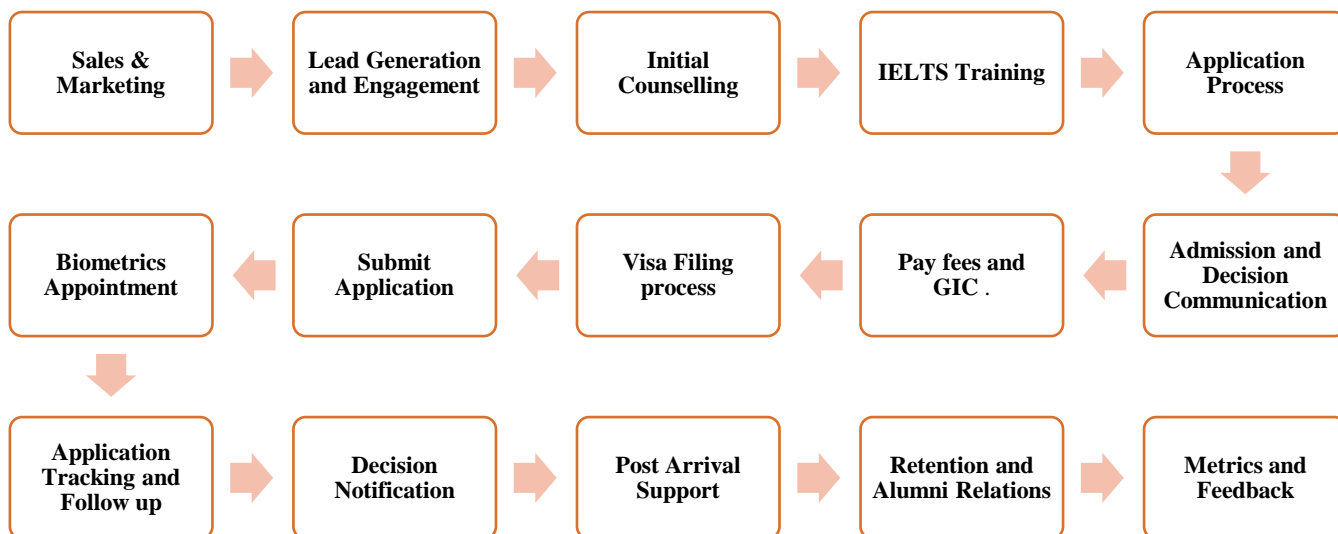 Sales &
Marketing
Lead Generation
and Engagement
Initial
Counselling
IELTS Training
Application
Process
Admission and
Decision
Communication
Pay fees and
GIC .
Visa Filing
process
Submit
Application
Biometrics
Appointment
Application
Tracking and
Follow up
Decision
Notification
Post Arrival
Support
Retention and
Alumni Relations
Metrics and
Feedback